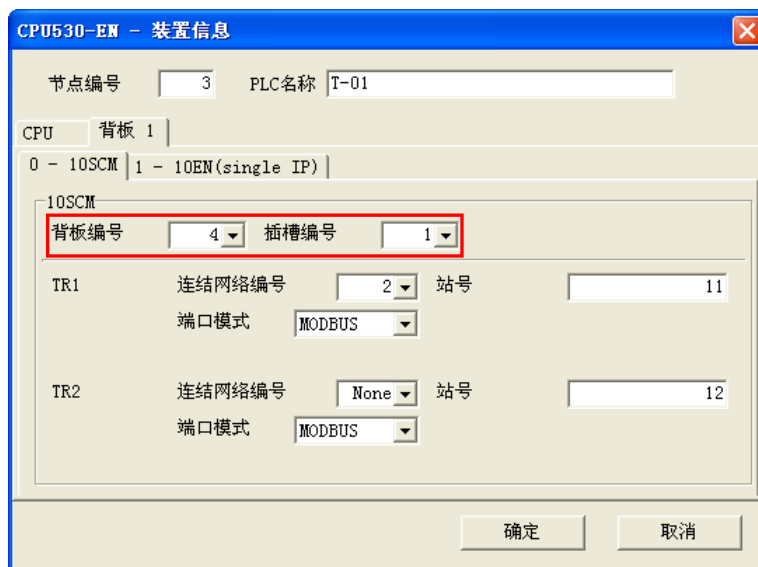 CPU530-EN - 装置信息
节点编号 3 PLC名称 T-01
CPU 背板 1
0 - 10SCM 1 - 10EN(single IP)
10SCM
背板编号 4 插槽编号 1
TR1 连结网络编号 2 站号 11
端口模式 MODBUS
TR2 连结网络编号 None 站号 12
端口模式 MODBUS
确定 取消